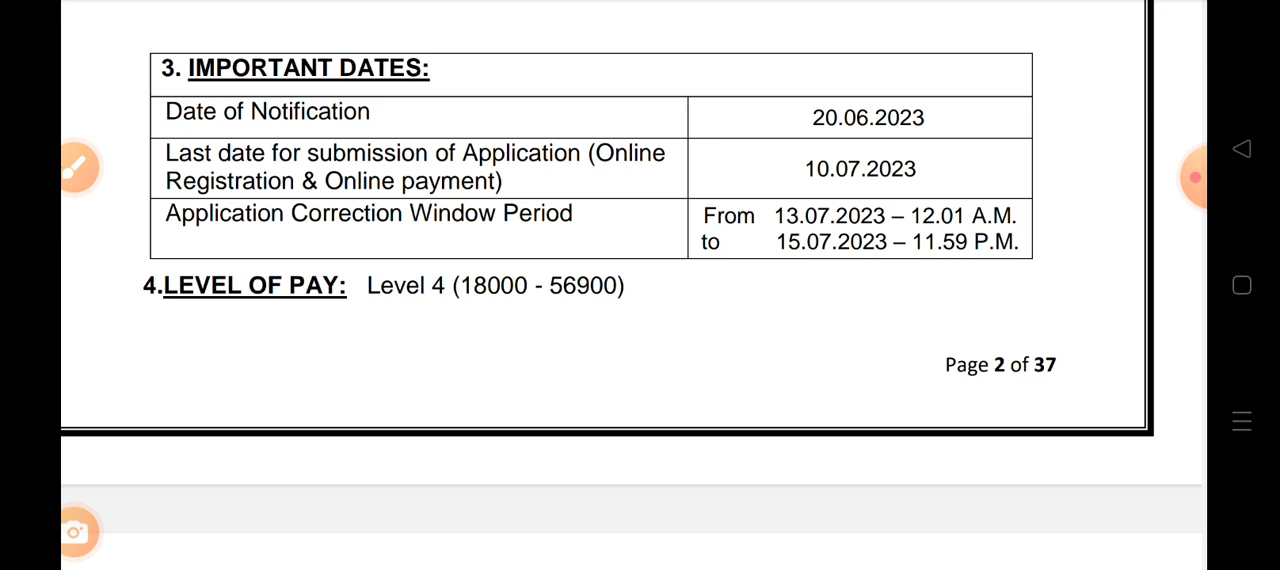 3. IMPORTANT DATES:
Date of Notification
20.06.2023
Last date for submission of Application (Online
Registration & Online payment)
10.07.2023
Application Correction Window Period
From 13.07.2023 – 12.01 A.M.
to 15.07.2023 – 11.59 P.M.
4.LEVEL OF PAY: Level 4 (18000 - 56900)
Page 2 of 37